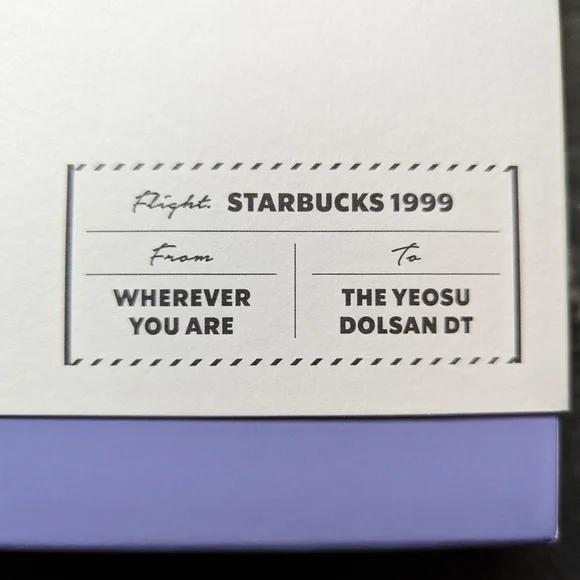 Flight. STARBUCKS 1999
From
WHEREVER
YOU ARE
To
THE YEOSU
DOLSAN DT